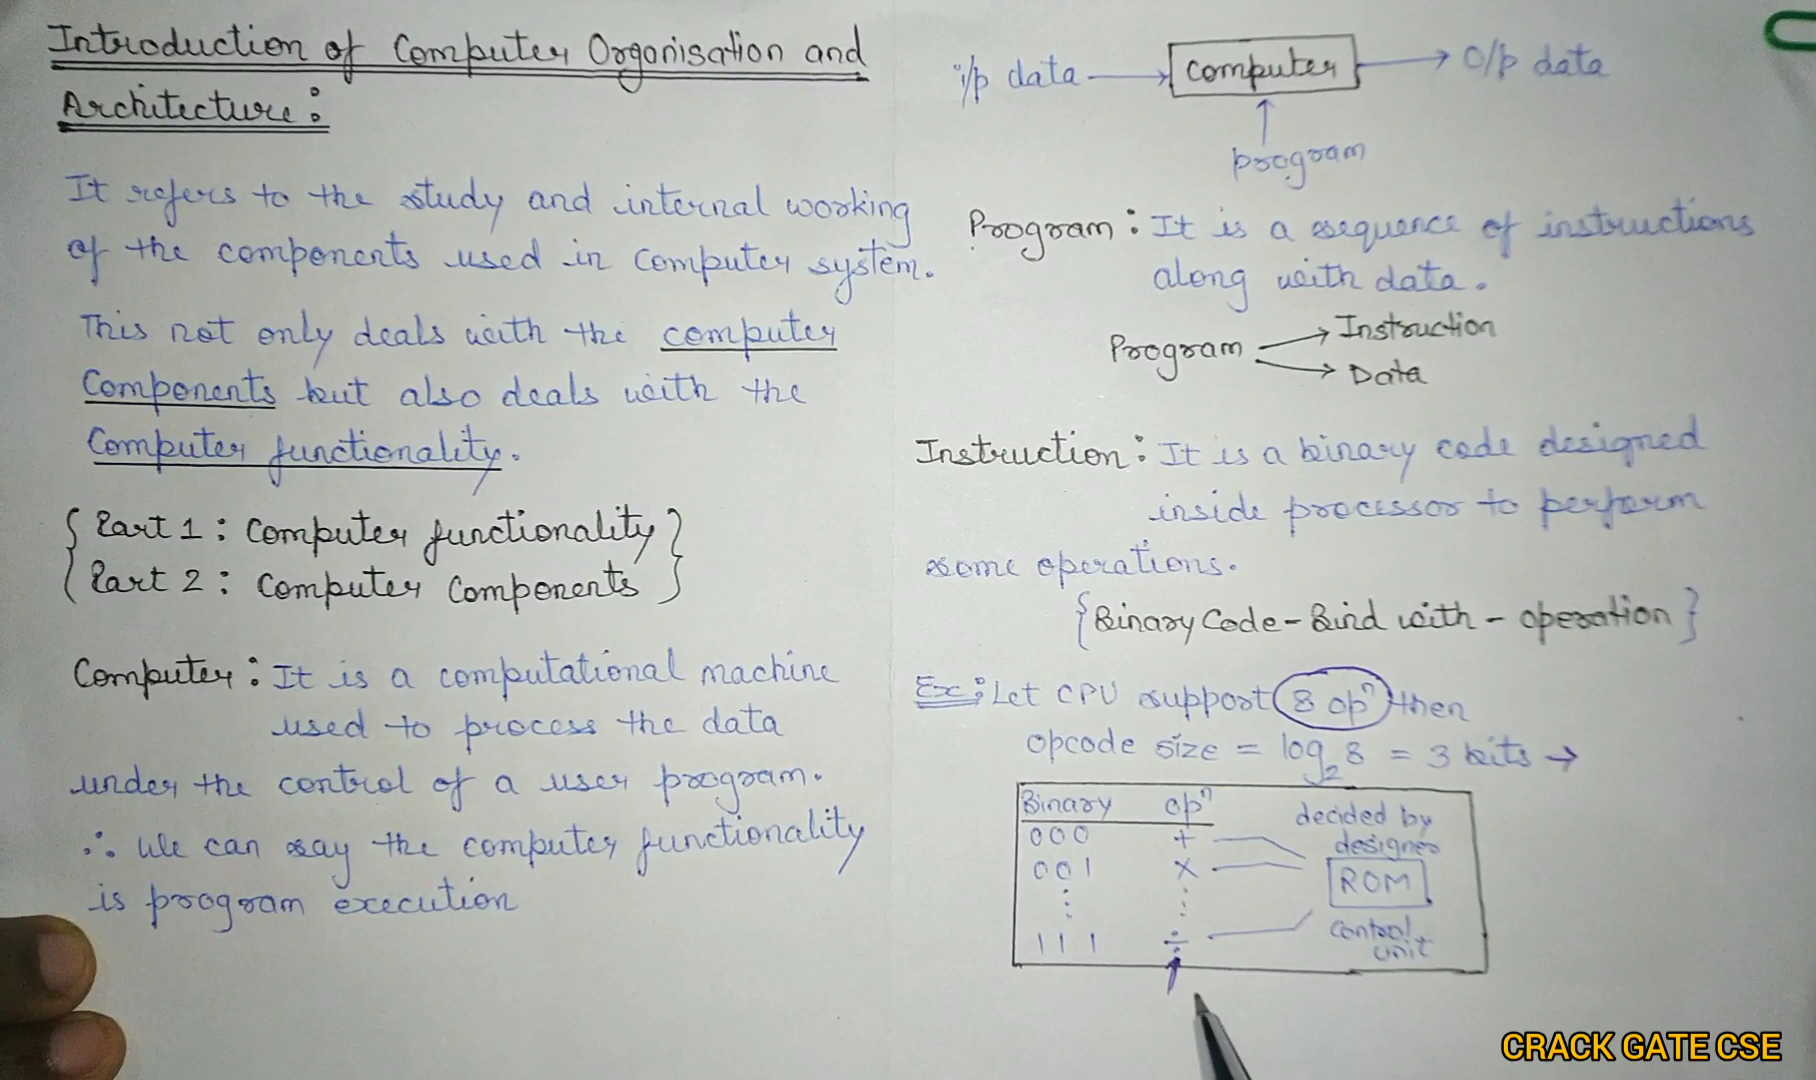 Introduction of Computer Organisation and
Architecture:
It refers to the study and internal working
of the components used in computer system.
This not only deals with the computer
Components but also deals with the
Computer functionality.
{ Part 1 : Computer functionality }
{ Part 2 : Computer Components }
Computer : It is a computational machine
used to process the data
under the control of a user program.
∴ We can say the computer functionality
is program execution
i/p data → computer → O/p data
↑
program
Program : It is a sequence of instructions
along with data.
Program → Instruction
→ Data
Instruction : It is a binary code designed
inside processor to perform
some operations.
{Binary Code - Bind with - operation}
Ex: Let CPU support 8 opⁿ then
opcode size = log₂8 = 3 bits →
Binary opⁿ
000 +
001 ×
⋮ ⋮
111 ÷
decided by
designer
ROM
Control
unit
CRACK GATE CSE